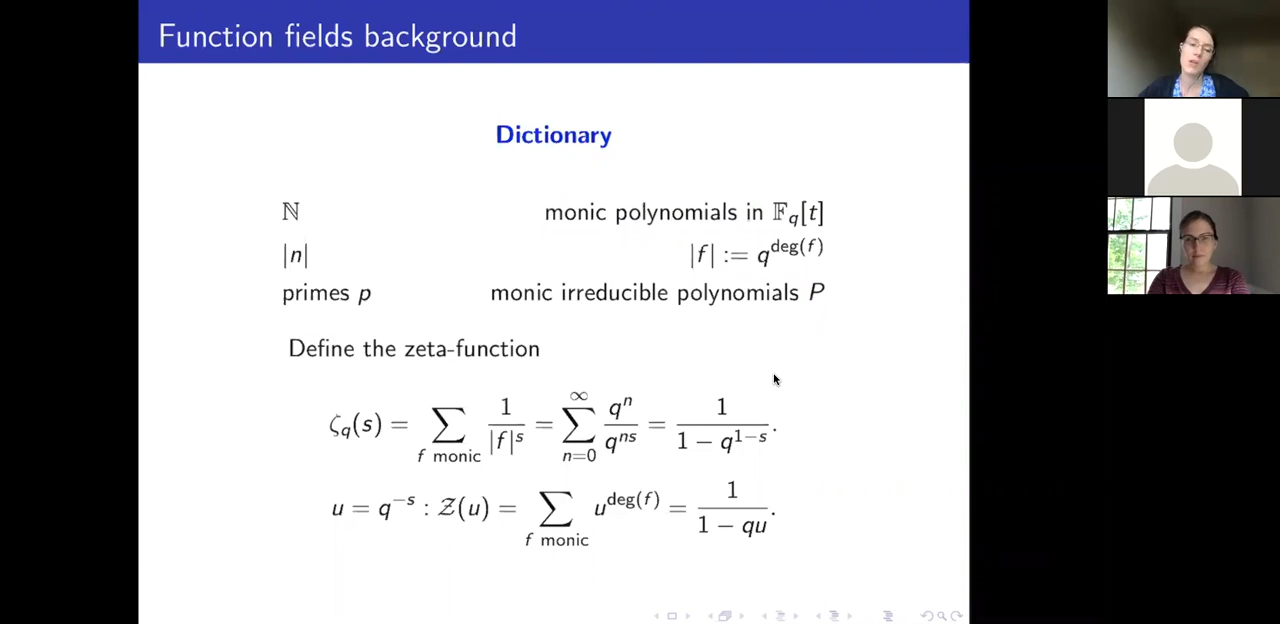 Function fields background
Dictionary
ℕ monic polynomials in 𝔽_q[t]
|n| |f| := q^{deg(f)}
primes p monic irreducible polynomials P
Define the zeta-function
ζ_q(s) = ∑_{f monic} 1/|f|^s = ∑_{n=0}^{∞} q^n/q^{ns} = 1/(1 − q^{1−s}).
u = q^{−s} : 𝒵(u) = ∑_{f monic} u^{deg(f)} = 1/(1 − qu).